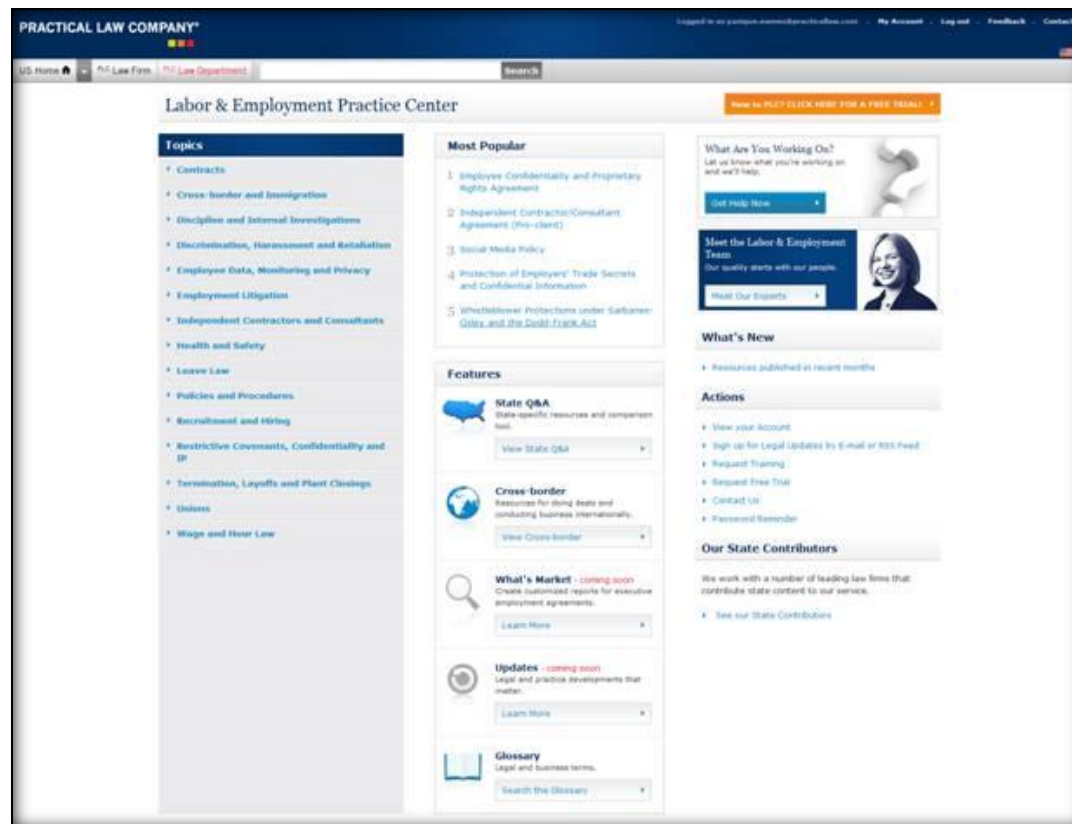 PRACTICAL LAW COMPANY®
Logged in as
My Account
Log out
Feedback
Contact
US Home
PLC Law Firm
PLC Law Department
Search
Labor & Employment Practice Center
New to PLC? CLICK HERE FOR A FREE TRIAL!
Topics
Contracts
Cross-border and Immigration
Discipline and Internal Investigations
Discrimination, Harassment and Retaliation
Employee Data, Monitoring and Privacy
Employment Litigation
Independent Contractors and Consultants
Health and Safety
Leave Law
Policies and Procedures
Recruitment and Hiring
Restrictive Covenants, Confidentiality and
IP
Termination, Layoffs and Plant Closings
Unions
Wage and Hour Law
Most Popular
1 Employee Confidentiality and Proprietary
Rights Agreement
2 Independent Contractor/Consultant
Agreement (Pro-client)
3 Social Media Policy
4 Protection of Employers' Trade Secrets
and Confidential Information
5 Whistleblower Protections under Sarbanes-
Oxley and the Dodd-Frank Act
Features
State Q&A
State-specific resources and comparison
tool.
View State Q&A
Cross-border
Resources for doing deals and
conducting business internationally.
View Cross-border
What's Market - coming soon
Create customized reports for executive
employment agreements.
Learn More
Updates - coming soon
Legal and practice developments that
matter.
Learn More
Glossary
Legal and business terms.
Search the Glossary
What Are You Working On?
Let us know what you're working on
and we'll help.
Get Help Now
Meet the Labor & Employment
Team
Our quality starts with our people.
Meet Our Experts
What's New
Resources published in recent months
Actions
View your Account
Sign up for Legal Updates by E-mail or RSS Feed
Request Training
Request Free Trial
Contact Us
Password Reminder
Our State Contributors
We work with a number of leading law firms that
contribute state content to our service.
See our State Contributors